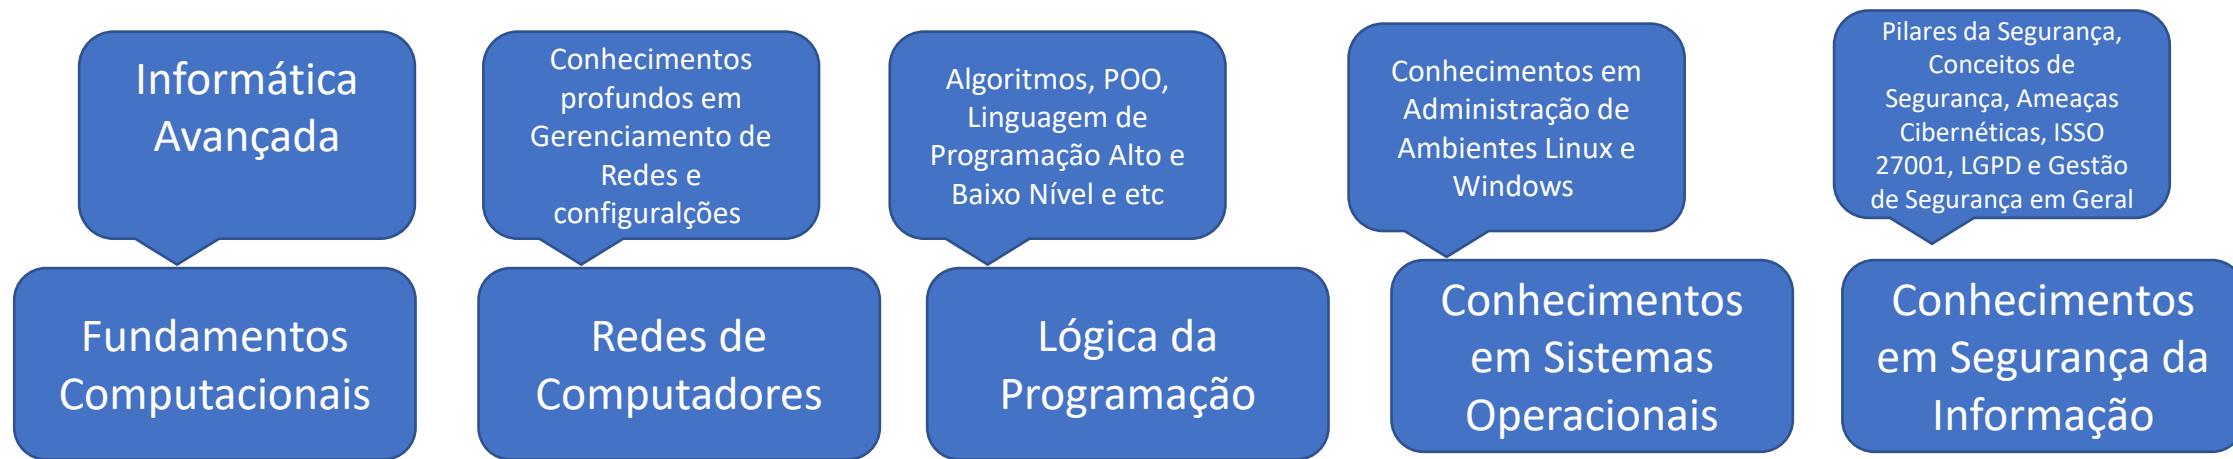 Informática
Avançada
Fundamentos
Computacionais
Conhecimentos
profundos em
Gerenciamento de
Redes e
configuralções
Redes de
Computadores
Algoritmos, POO,
Linguagem de
Programação Alto e
Baixo Nível e etc
Lógica da
Programação
Conhecimentos em
Administração de
Ambientes Linux e
Windows
Conhecimentos
em Sistemas
Operacionais
Pilares da Segurança,
Conceitos de
Segurança, Ameaças
Cibernéticas, ISSO
27001, LGPD e Gestão
de Segurança em Geral
Conhecimentos
em Segurança da
Informação